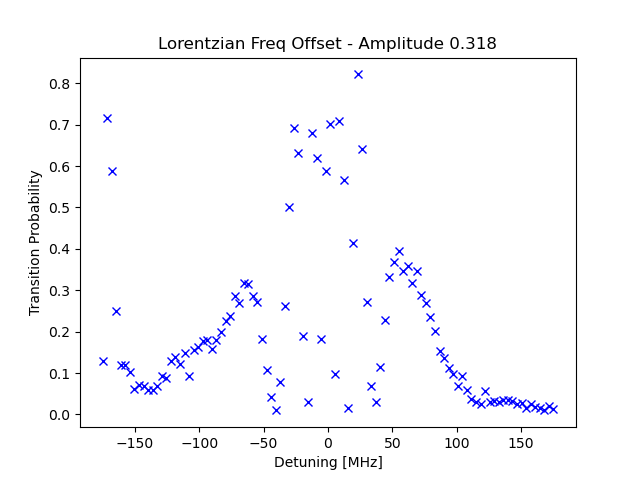 Lorentzian Freq Offset - Amplitude 0.318
Transition Probability
0.8
0.7
0.6
0.5
0.4
0.3
0.2
0.1
0.0
−150 −100 −50 0 50 100 150
Detuning [MHz]